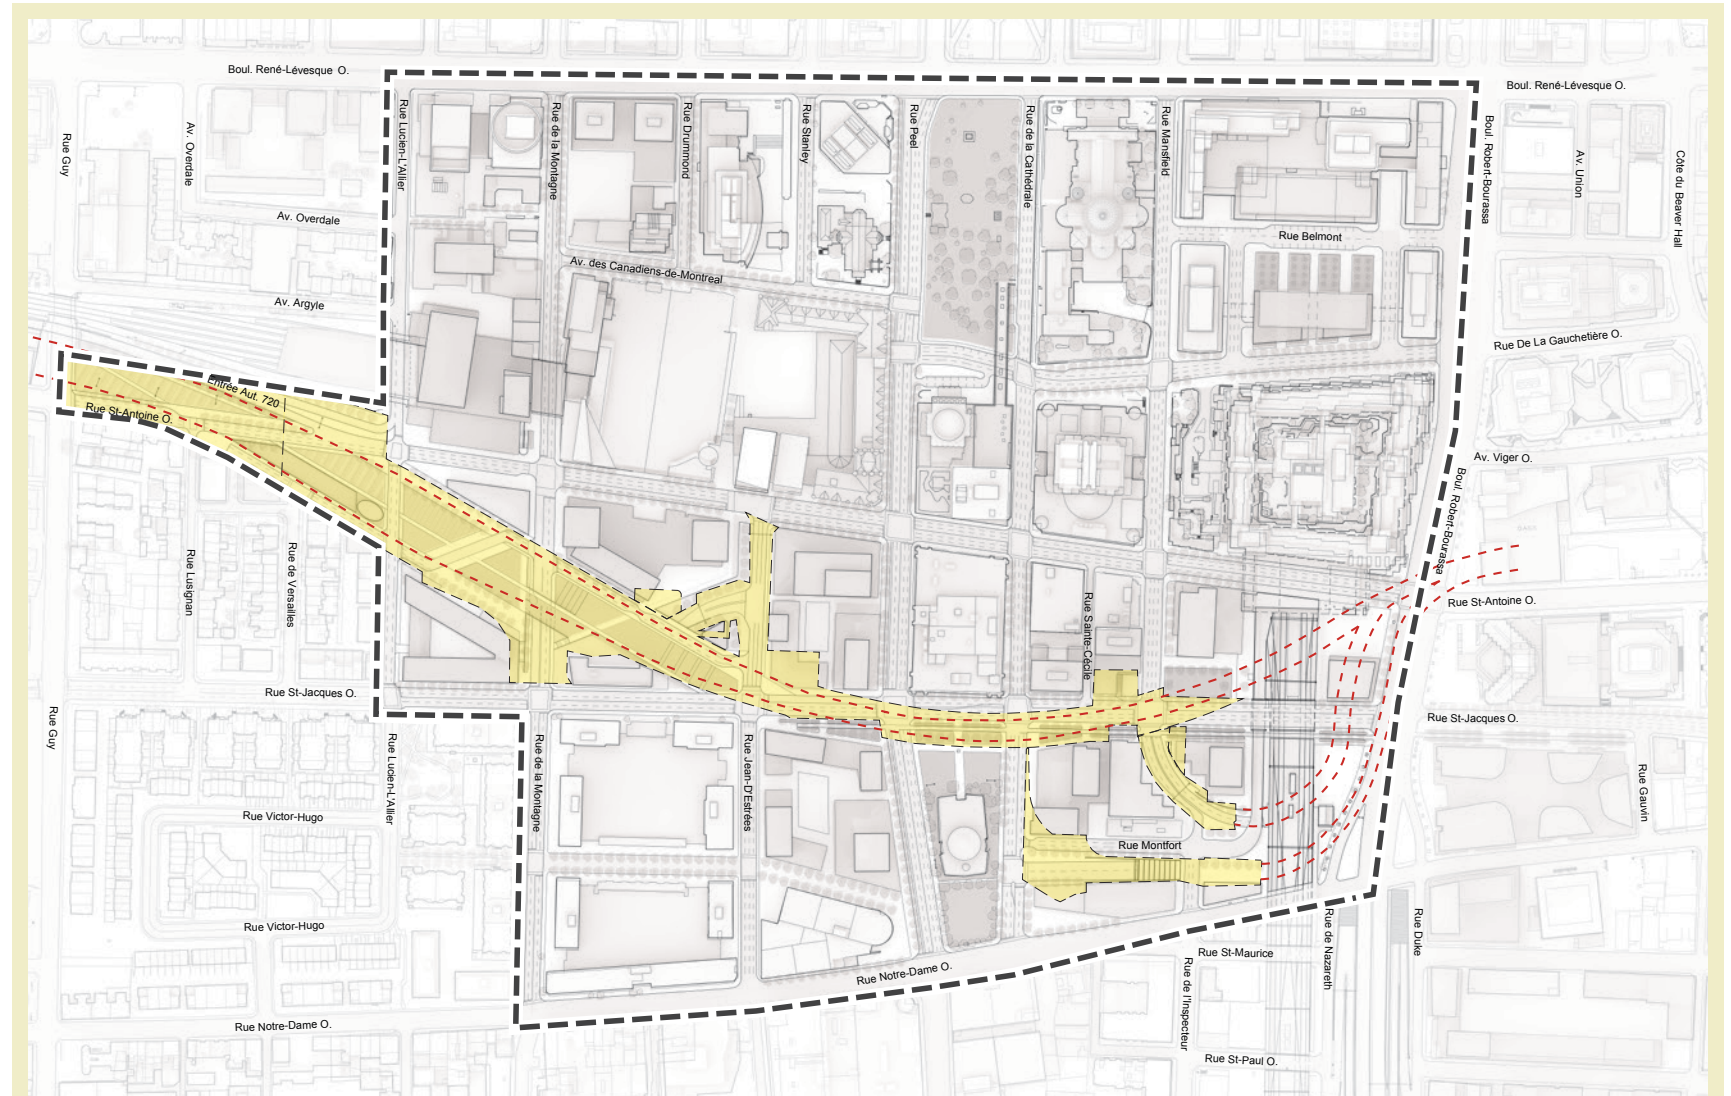 Boul. René-Lévesque O.
Boul. René-Lévesque O.
Rue Guy
Av. Overdale
Rue Lucien-L'Allier
Rue de la Montagne
Rue Drummond
Rue Stanley
Rue Peel
Rue de la Cathédrale
Rue Mansfield
Boul. Robert-Bourassa
Av. Union
Côte du Beaver Hall
Av. Overdale
Rue Belmont
Av. des Canadiens-de-Montreal
Av. Argyle
Rue De La Gauchetière O.
Entrée Aut. 720
Rue St-Antoine O.
Av. Viger O.
Boul. Robert-Bourassa
Rue Lusignan
Rue de Versailles
Rue Sainte-Cécile
Rue St-Antoine O.
Rue St-Jacques O.
Rue St-Jacques O.
Rue Guy
Rue Lucien-L'Allier
Rue de la Montagne
Rue Jean-D'Estrées
Rue Gauvin
Rue Victor-Hugo
Rue Montfort
Rue Victor-Hugo
Rue de Nazareth
Rue Duke
Rue St-Maurice
Rue Notre-Dame O.
Rue de l'Inspecteur
Rue Notre-Dame O.
Rue St-Paul O.